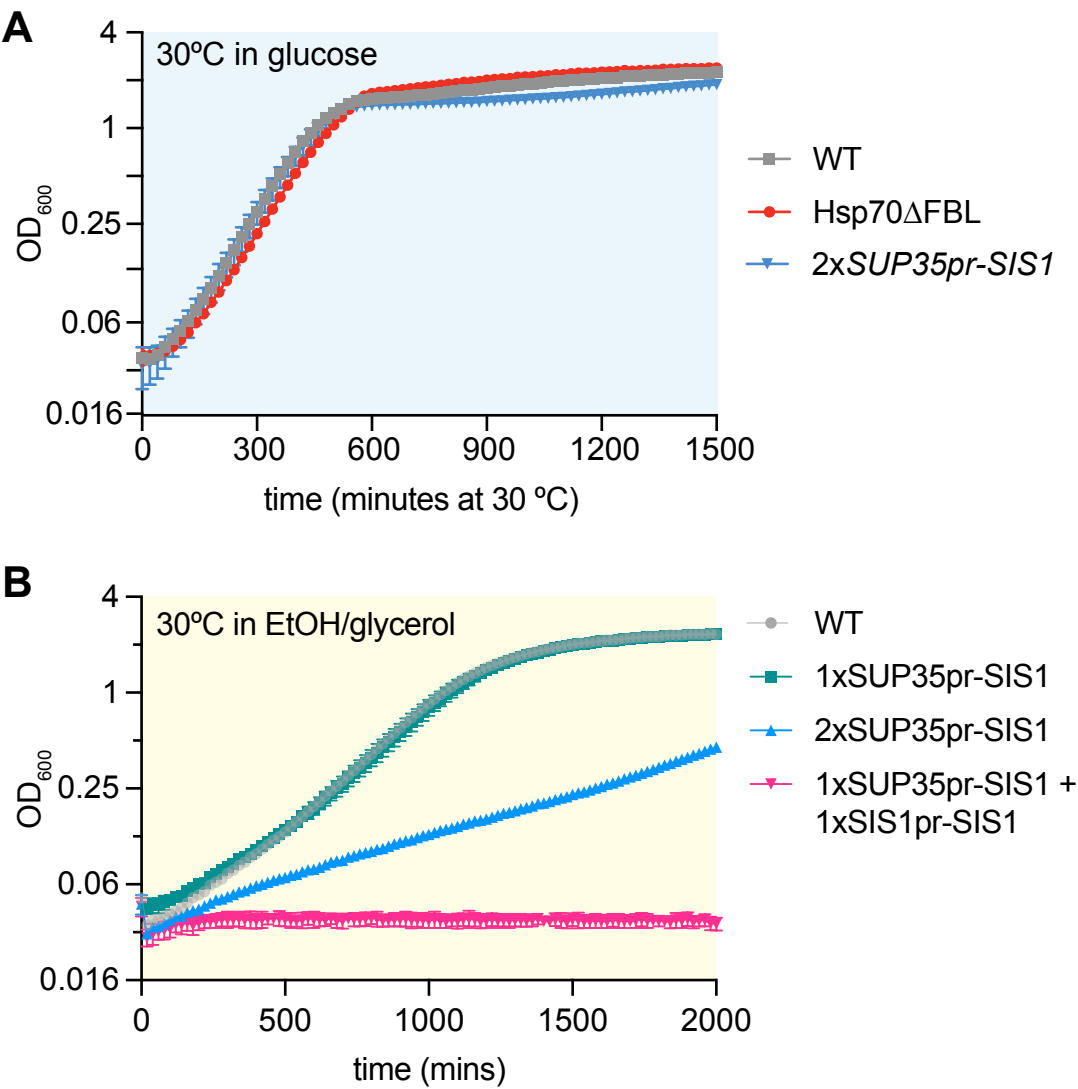 A
30ºC in glucose
4
1
0.25
0.06
0.016
OD600
0 300 600 900 1200 1500
time (minutes at 30 ºC)
WT
Hsp70ΔFBL
2xSUP35pr-SIS1
B
30ºC in EtOH/glycerol
4
1
0.25
0.06
0.016
OD600
0 500 1000 1500 2000
time (mins)
WT
1xSUP35pr-SIS1
2xSUP35pr-SIS1
1xSUP35pr-SIS1 +
1xSIS1pr-SIS1